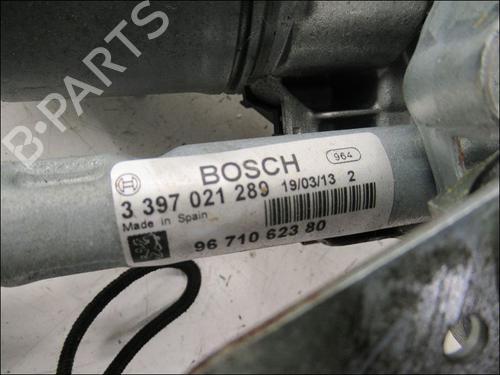 B-PARTS
BOSCH
964
3 397 021 289 19/03/13 2
Made in Spain
96 710 623 80